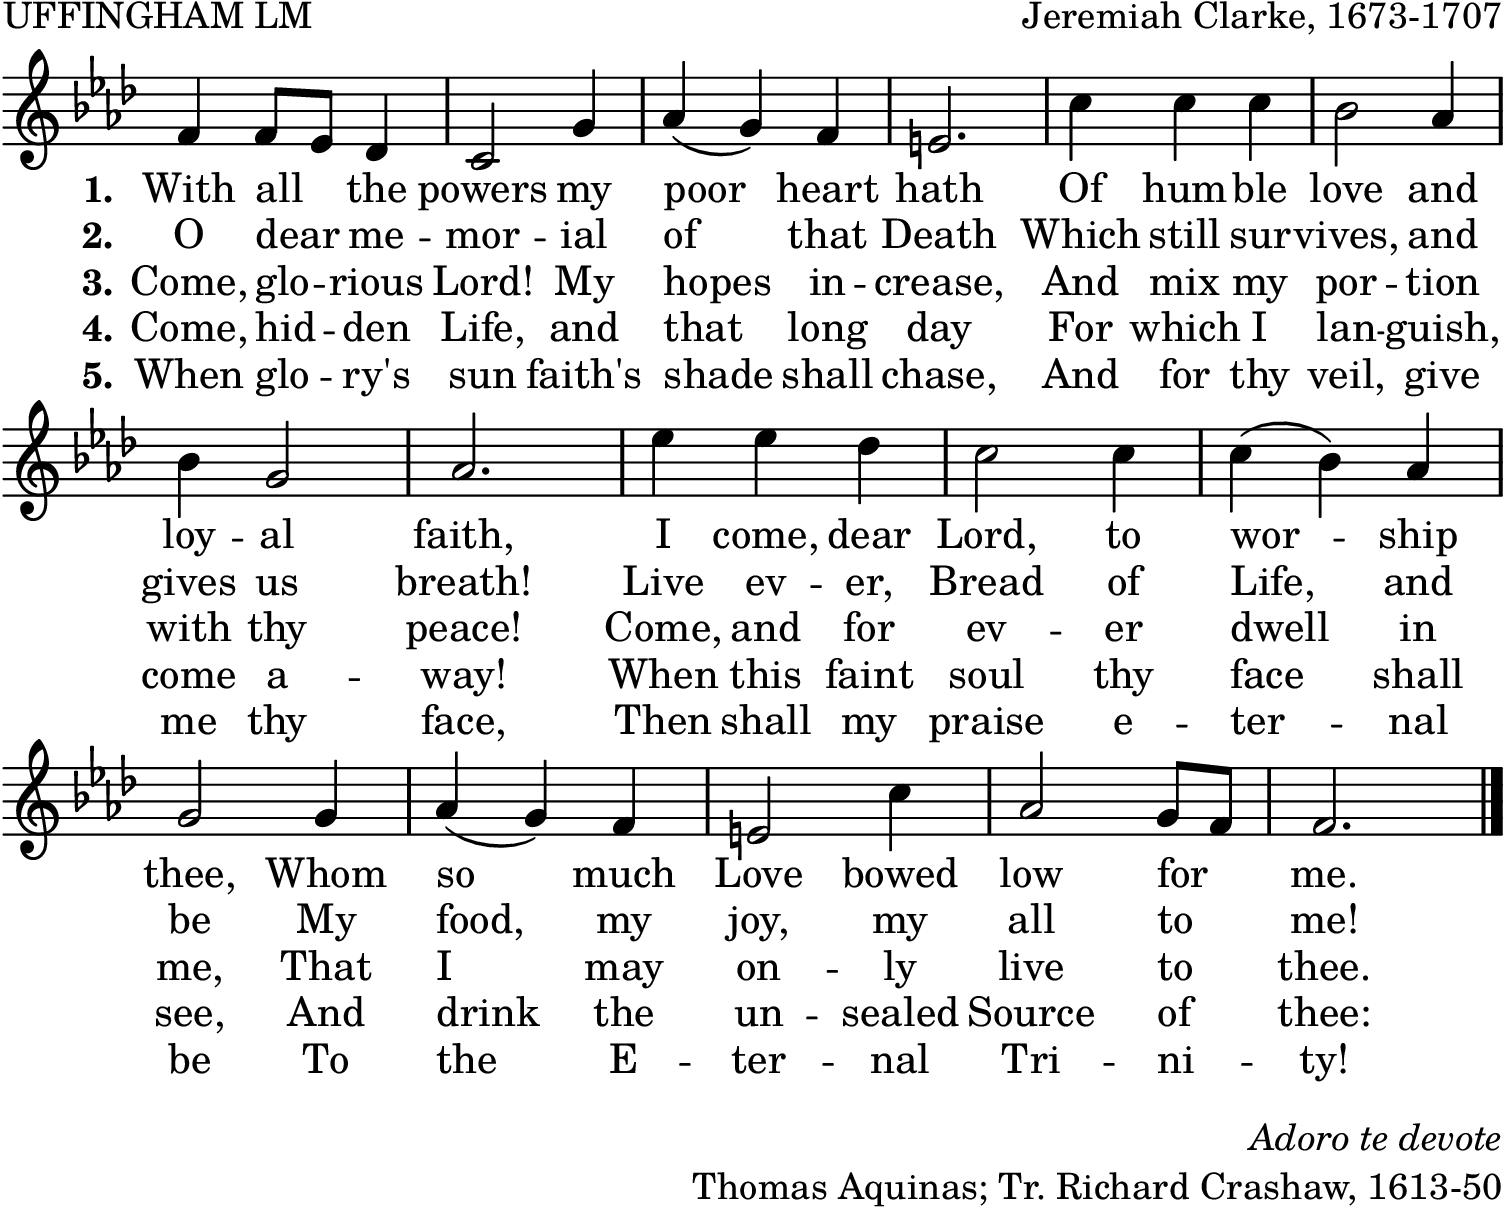 UFFINGHAM LM
Jeremiah Clarke, 1673-1707
1. With all the powers my poor heart hath Of hum ble love and
2. O dear me - mor - ial of that Death Which still survives, and
3. Come, glo - rious Lord! My hopes in - crease, And mix my por - tion
4. Come, hid - den Life, and that long day For which I lan - guish,
5. When glo - ry's sun faith's shade shall chase, And for thy veil, give
loy - al faith, I come, dear Lord, to wor - ship
gives us breath! Live ev - er, Bread of Life, and
with thy peace! Come, and for ev - er dwell in
come a - way! When this faint soul thy face shall
me thy face, Then shall my praise e - ter - nal
thee, Whom so much Love bowed low for me.
be My food, my joy, my all to me!
me, That I may on - ly live to thee.
see, And drink the un - sealed Source of thee:
be To the E - ter - nal Tri - ni - ty!
Adoro te devote
Thomas Aquinas; Tr. Richard Crashaw, 1613-50